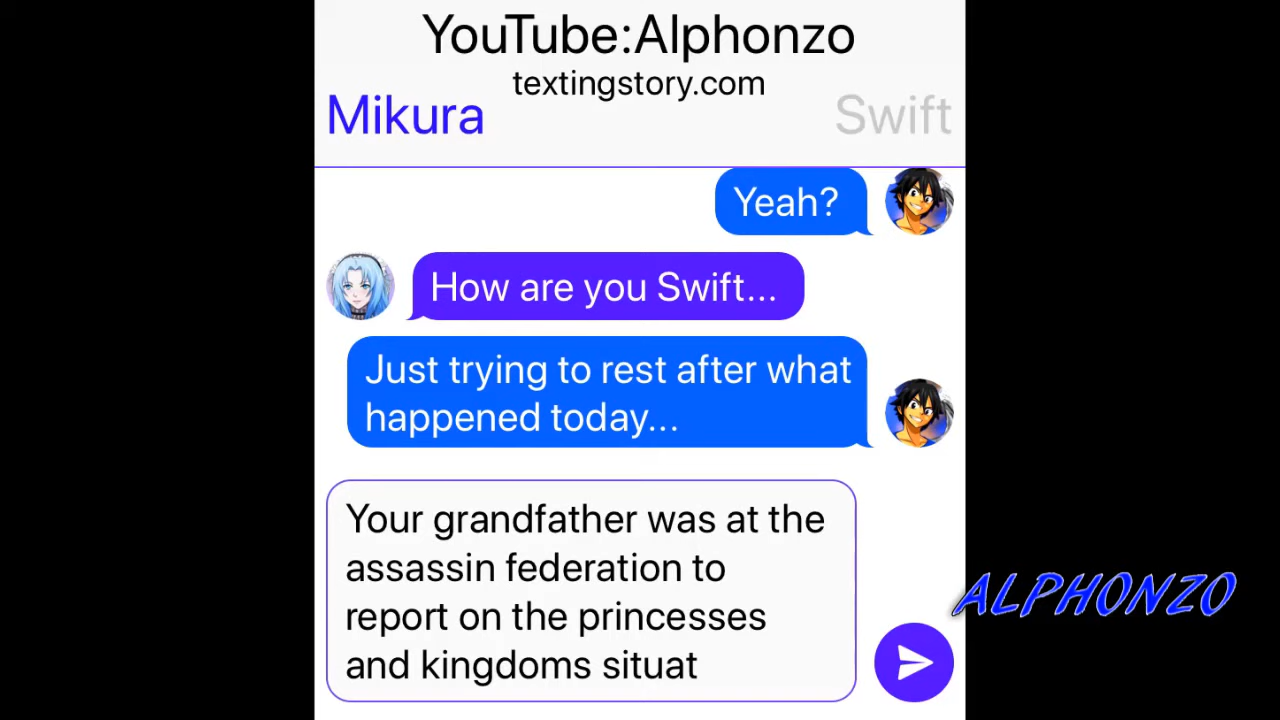 YouTube:Alphonzo
textingstory.com
Mikura
Swift
Yeah?
How are you Swift...
Just trying to rest after what
happened today...
Your grandfather was at the
assassin federation to
report on the princesses
and kingdoms situat
ALPHONZO